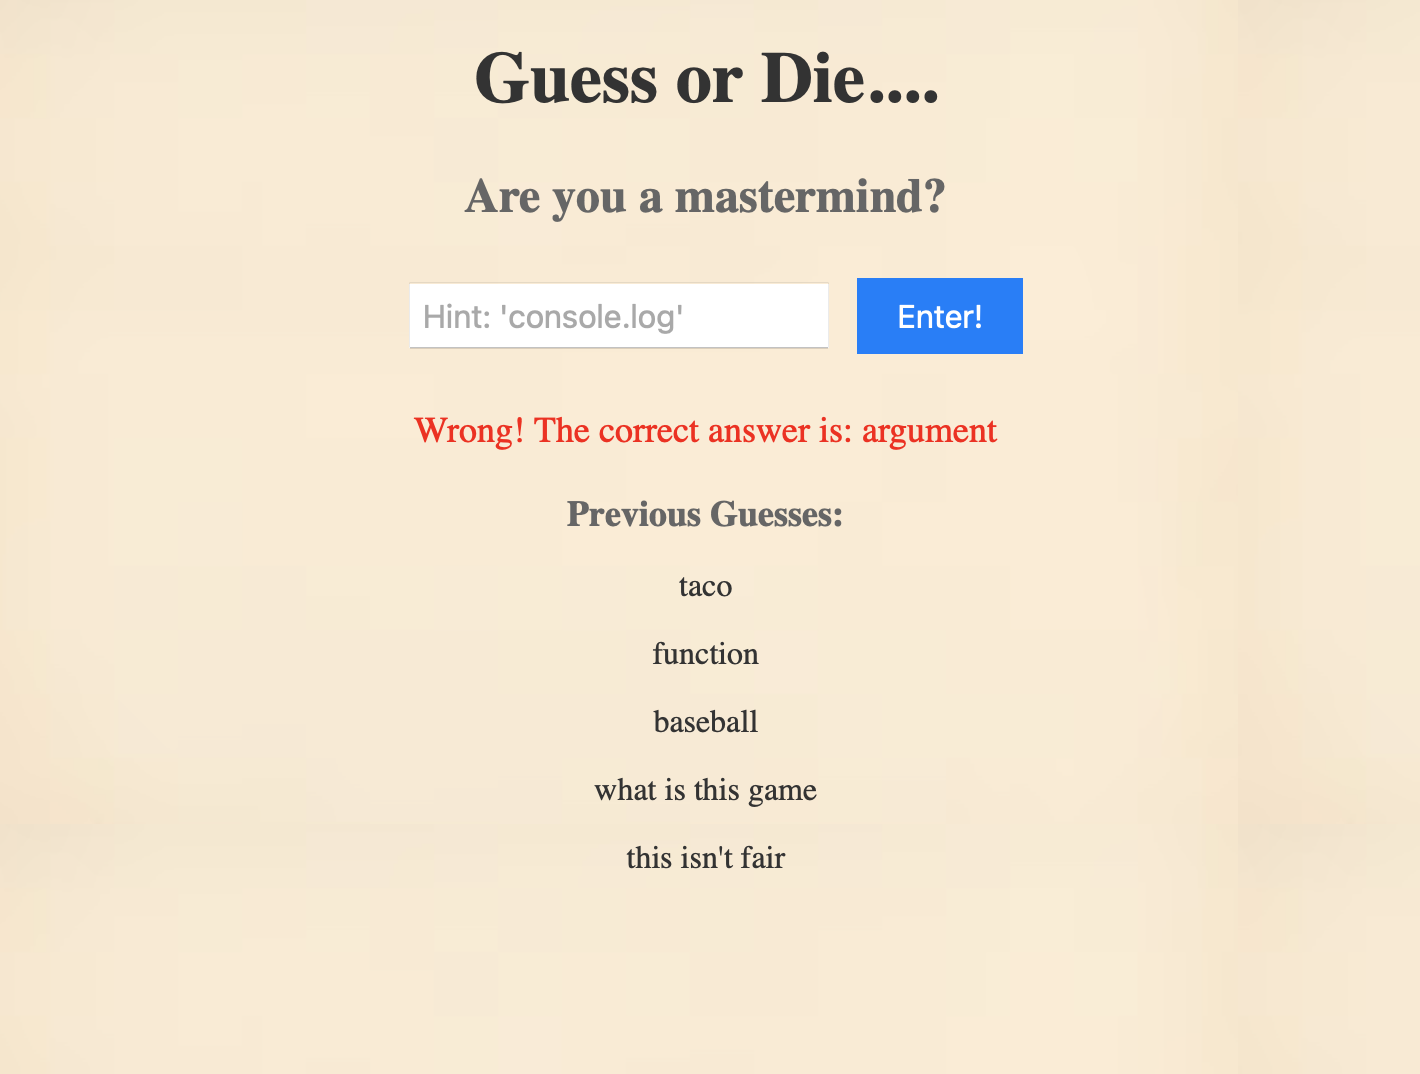 Guess or Die....
Are you a mastermind?
Hint: 'console.log'
Enter!
Wrong! The correct answer is: argument
Previous Guesses:
taco
function
baseball
what is this game
this isn't fair